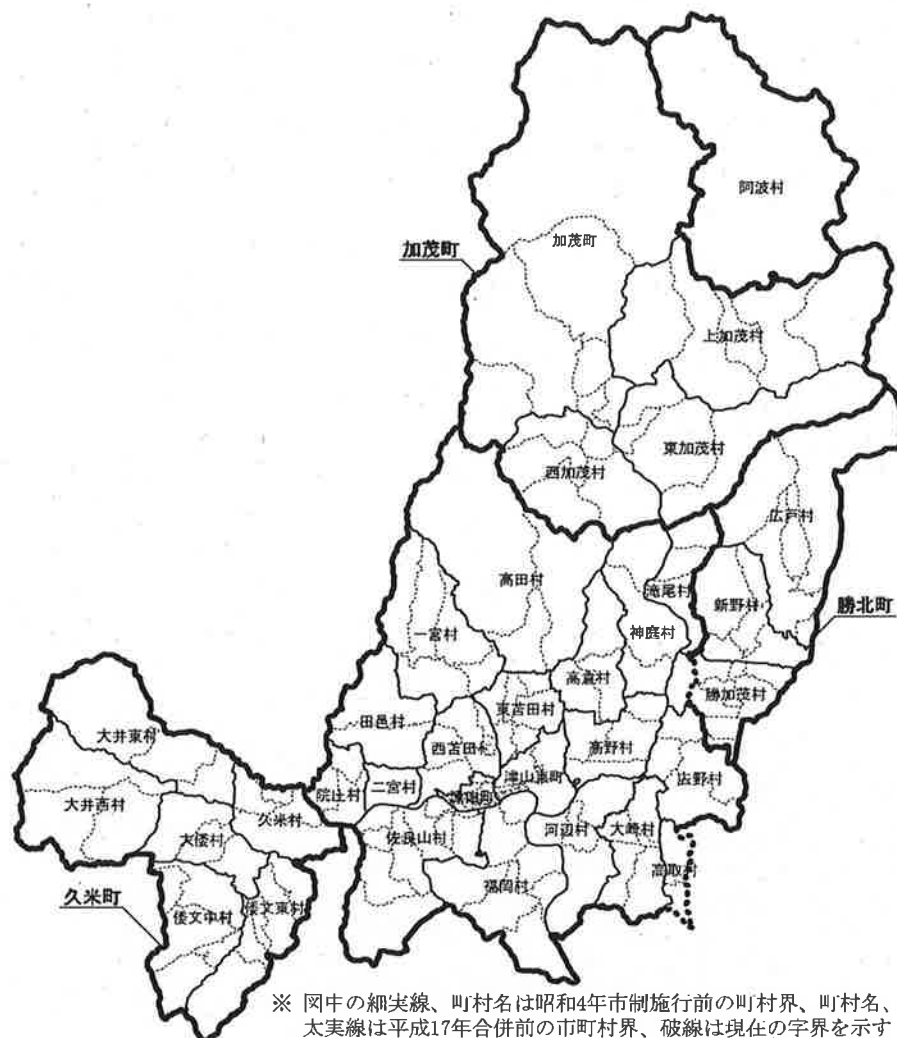 阿波村
加茂町
加茂町
上加茂村
東加茂村
西加茂村
広戸村
高田村
滝尾村
新野村
勝北町
一宮村
神庭村
高倉村
勝加茂村
東苫田村
田邑村
西苫田村
高野村
大井東村
広野村
津山東町
二宮村
院庄村
大井西村
久米村
河辺村
大崎村
大倭村
佐良山村
高取村
福岡村
久米町
倭文中村
倭文東村
※ 図中の細実線、町村名は昭和4年市制施行前の町村界、町村名、
太実線は平成17年合併前の市町村界、破線は現在の字界を示す